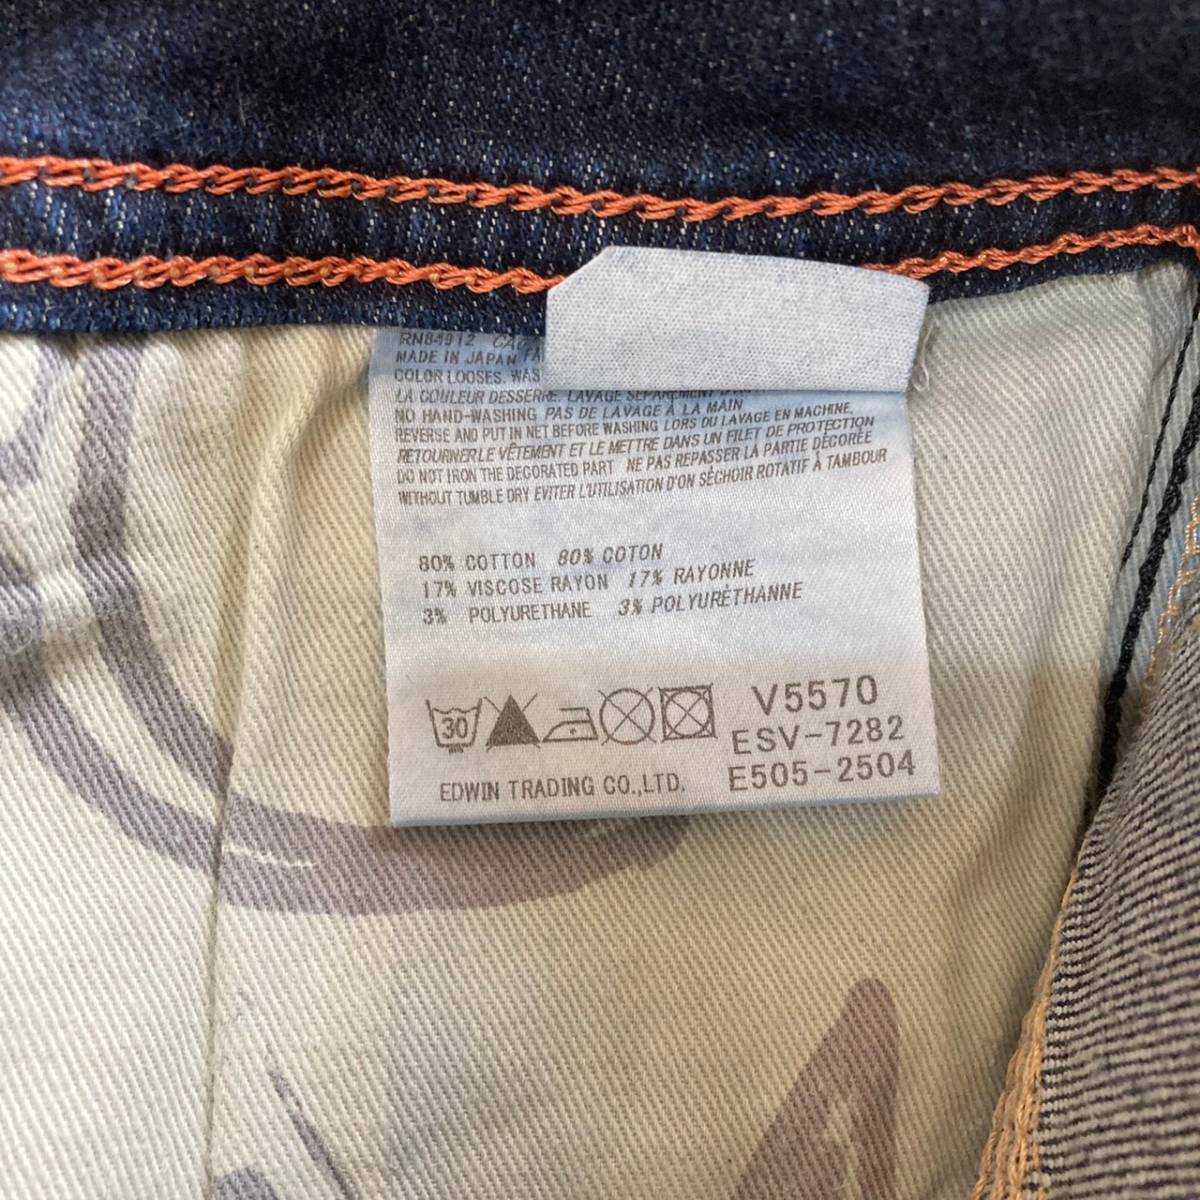 RN84912
MADE IN JAPAN
COLOR LOOSES. WAS
LA COULEUR DESSERRE. LAVAGE SEPAREMENT
NO HAND-WASHING PAS DE LAVAGE À LA MAIN
REVERSE AND PUT IN NET BEFORE WASHING LORS DU LAVAGE EN MACHINE,
RETOURNER LE VÊTEMENT ET LE METTRE DANS UN FILET DE PROTECTION
DO NOT IRON THE DECORATED PART NE PAS REPASSER LA PARTIE DÉCORÉE
WITHOUT TUMBLE DRY EVITER L'UTILISATION D'ON SÉCHOIR ROTATIF À TAMBOUR
80% COTTON 80% COTON
17% VISCOSE RAYON 17% RAYONNE
3% POLYURETHANE 3% POLYURÉTHANNE
30
V5570
ESV-7282
E505-2504
EDWIN TRADING CO.,LTD.